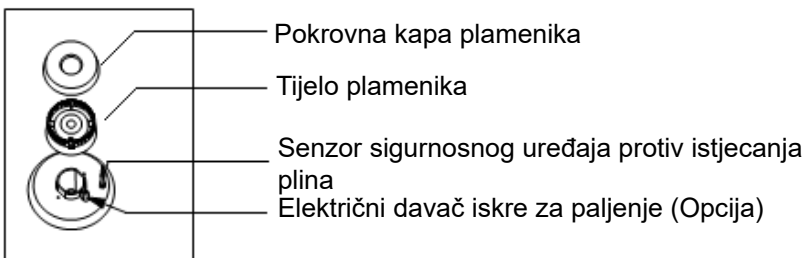 Pokrovna kapa plamenika
Tijelo plamenika
Senzor sigurnosnog uređaja protiv istjecanja
plina
Električni davač iskre za paljenje (Opcija)